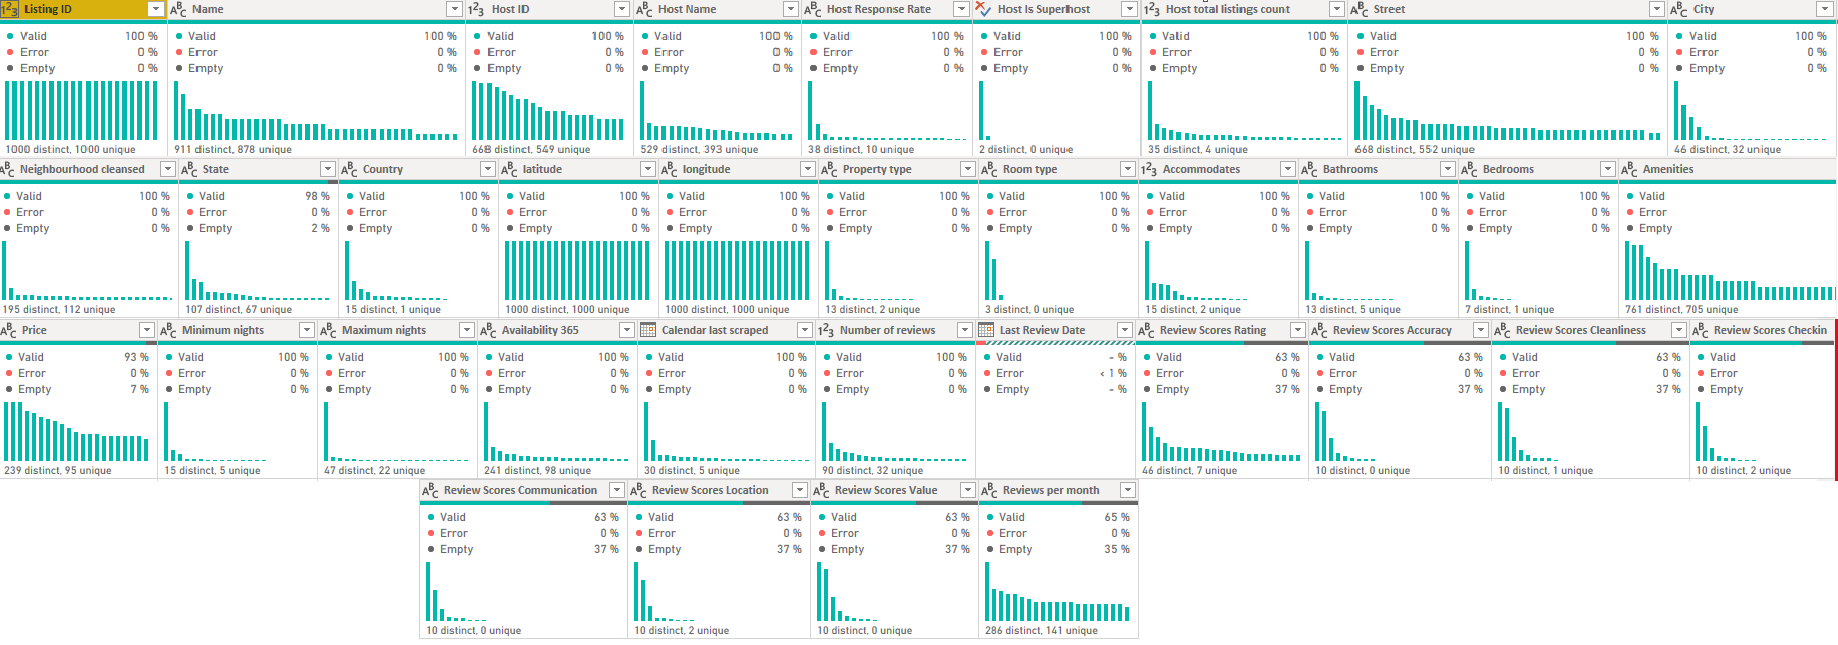 Listing ID Name Host ID Host Name Host Response Rate Host Is Superhost Host total listings count Street City
Valid 100 % Valid 100 % Valid 100 % Valid 100 % Valid 100 % Valid 100 % Valid 100 % Valid 100 % Valid 100 %
Error 0 % Error 0 % Error 0 % Error 0 % Error 0 % Error 0 % Error 0 % Error 0 % Error 0 %
Empty 0 % Empty 0 % Empty 0 % Empty 0 % Empty 0 % Empty 0 % Empty 0 % Empty 0 % Empty 0 %
1000 distinct, 1000 unique 911 distinct, 878 unique 668 distinct, 549 unique 529 distinct, 393 unique 38 distinct, 10 unique 2 distinct, 0 unique 35 distinct, 4 unique 668 distinct, 552 unique 46 distinct, 32 unique
Neighbourhood cleansed State Country latitude longitude Property type Room type Accommodates Bathrooms Bedrooms Amenities
Valid 100 % Valid 98 % Valid 100 % Valid 100 % Valid 100 % Valid 100 % Valid 100 % Valid 100 % Valid 100 % Valid 100 % Valid
Error 0 % Error 0 % Error 0 % Error 0 % Error 0 % Error 0 % Error 0 % Error 0 % Error 0 % Error 0 % Error
Empty 0 % Empty 2 % Empty 0 % Empty 0 % Empty 0 % Empty 0 % Empty 0 % Empty 0 % Empty 0 % Empty 0 % Empty
195 distinct, 112 unique 107 distinct, 67 unique 15 distinct, 1 unique 1000 distinct, 1000 unique 1000 distinct, 1000 unique 13 distinct, 2 unique 3 distinct, 0 unique 15 distinct, 2 unique 13 distinct, 5 unique 7 distinct, 1 unique 761 distinct, 705 unique
Price Minimum nights Maximum nights Availability 365 Calendar last scraped Number of reviews Last Review Date Review Scores Rating Review Scores Accuracy Review Scores Cleanliness Review Scores Checkin
Valid 93 % Valid 100 % Valid 100 % Valid 100 % Valid 100 % Valid 100 % Valid - % Valid 63 % Valid 63 % Valid 63 % Valid
Error 0 % Error 0 % Error 0 % Error 0 % Error 0 % Error 0 % Error < 1 % Error 0 % Error 0 % Error 0 % Error
Empty 7 % Empty 0 % Empty 0 % Empty 0 % Empty 0 % Empty 0 % Empty - % Empty 37 % Empty 37 % Empty 37 % Empty
239 distinct, 95 unique 15 distinct, 5 unique 47 distinct, 22 unique 241 distinct, 98 unique 30 distinct, 5 unique 90 distinct, 32 unique 46 distinct, 7 unique 10 distinct, 0 unique 10 distinct, 1 unique 10 distinct, 2 unique
Review Scores Communication Review Scores Location Review Scores Value Reviews per month
Valid 63 % Valid 63 % Valid 63 % Valid 65 %
Error 0 % Error 0 % Error 0 % Error 0 %
Empty 37 % Empty 37 % Empty 37 % Empty 35 %
10 distinct, 0 unique 10 distinct, 2 unique 10 distinct, 0 unique 286 distinct, 141 unique